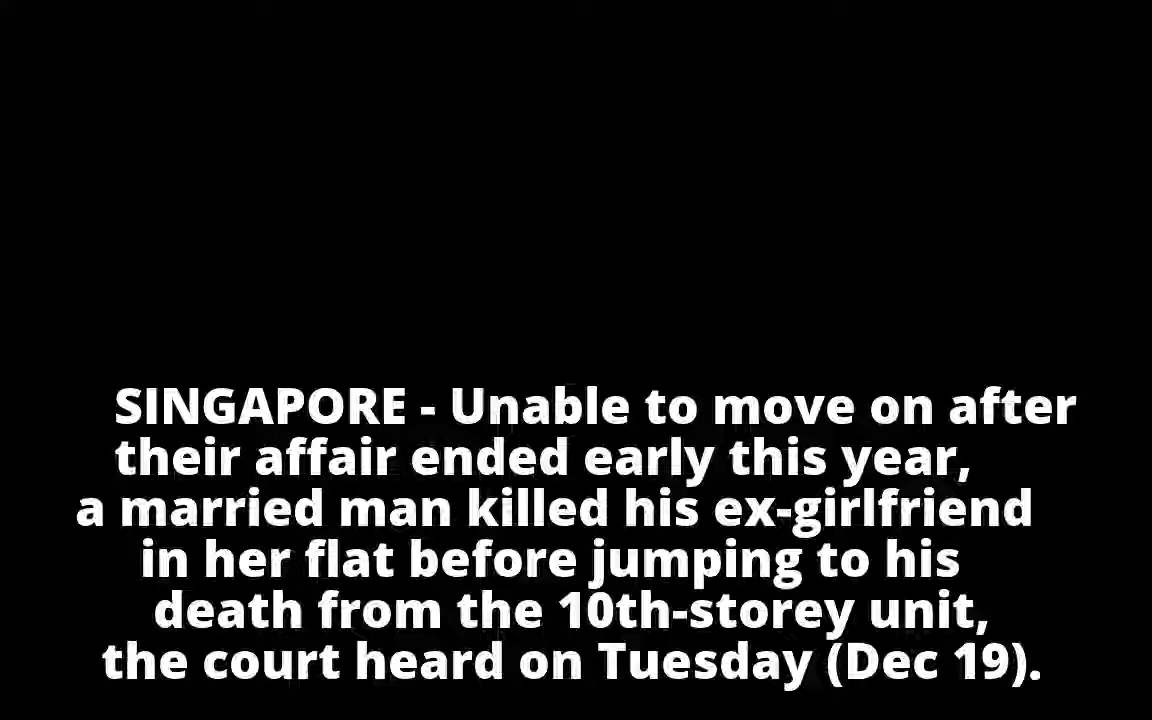 SINGAPORE - Unable to move on after
their affair ended early this year,
a married man killed his ex-girlfriend
in her flat before jumping to his
death from the 10th-storey unit,
the court heard on Tuesday (Dec 19).